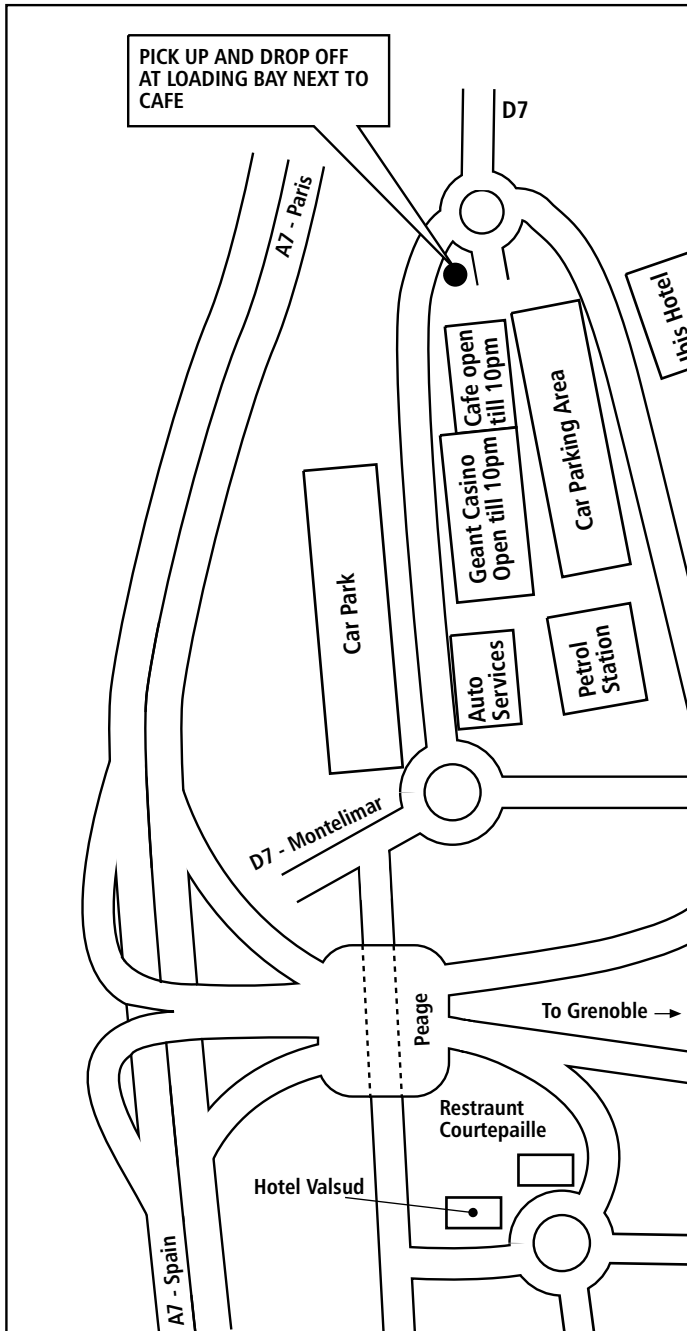 PICK UP AND DROP OFF
AT LOADING BAY NEXT TO
CAFE
D7
A7 - Paris
Ibis Hotel
Cafe open
till 10pm
Car Parking Area
Geant Casino
Open till 10pm
Car Park
Auto
Services
Petrol
Station
D7 - Montelimar
Peage
To Grenoble
Restraunt
Courtepaille
Hotel Valsud
A7 - Spain